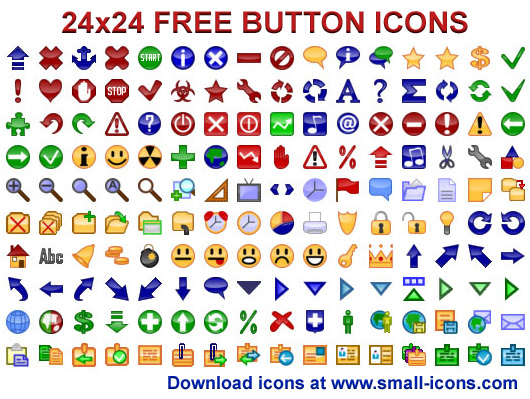 24x24 FREE BUTTON ICONS
START
STOP
A
?
?
@
%
A
Abc
$
%
Download icons at www.small-icons.com